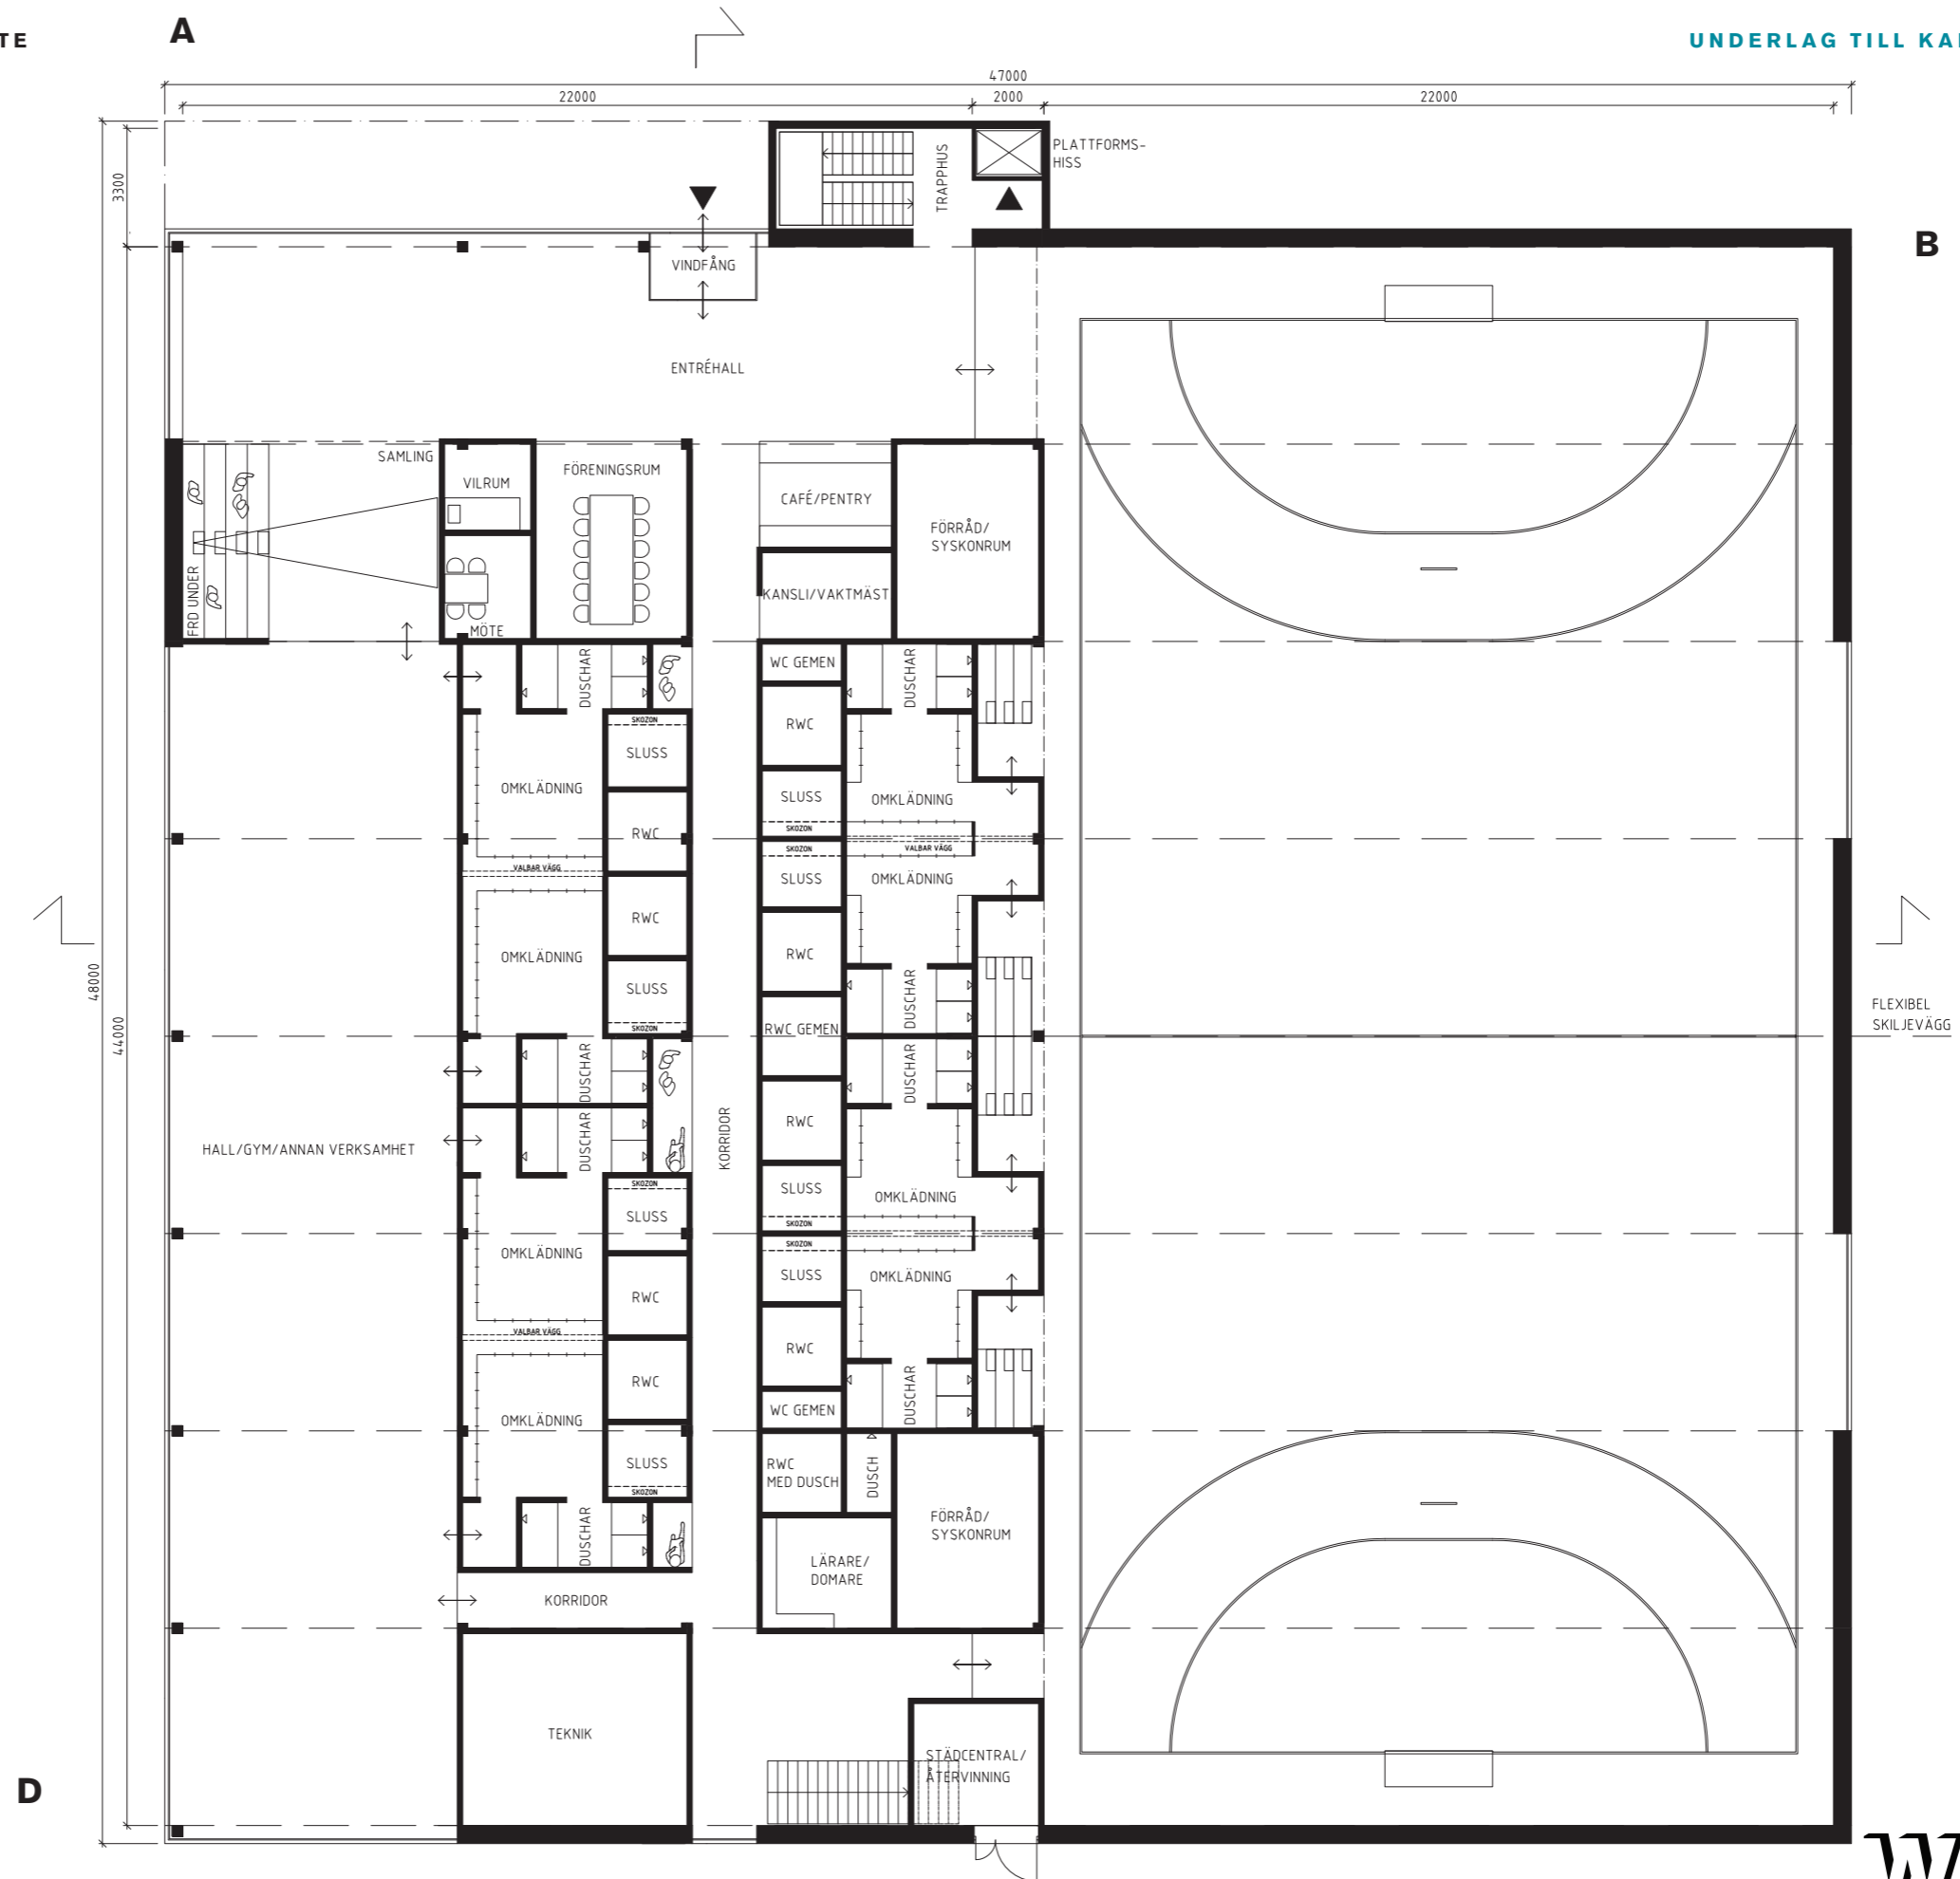 TE
A
UNDERLAG TILL KA
47000
22000
2000
22000
PLATTFORMS-
HISS
TRAPPHUS
3300
B
VINDFÅNG
ENTRÉHALL
SAMLING
VILRUM
FÖRENINGSRUM
CAFÉ/PENTRY
FÖRRÅD/
SYSKONRUM
FRD UNDER
KANSLI/VAKTMÄST
MÖTE
DUSCHAR
WC GEMEN
DUSCHAR
SKOZON
RWC
SLUSS
OMKLÄDNING
SLUSS
OMKLÄDNING
SKOZON
RWC
SKOZON
VALBAR VÄGG
VALBAR VÄGG
SLUSS
OMKLÄDNING
RWC
OMKLÄDNING
RWC
SLUSS
DUSCHAR
48000
44000
FLEXIBEL
SKILJEVÄGG
SKOZON
RWC GEMEN
DUSCHAR
DUSCHAR
HALL/GYM/ANNAN VERKSAMHET
DUSCHAR
KORRIDOR
RWC
SKOZON
SLUSS
SLUSS
OMKLÄDNING
SKOZON
SKOZON
OMKLÄDNING
SLUSS
OMKLÄDNING
RWC
VALBAR VÄGG
RWC
RWC
DUSCHAR
OMKLÄDNING
WC GEMEN
SLUSS
RWC
MED DUSCH
DUSCH
SKOZON
DUSCHAR
FÖRRÅD/
SYSKONRUM
LÄRARE/
DOMARE
KORRIDOR
TEKNIK
STÄDCENTRAL/
ÅTERVINNING
D
W